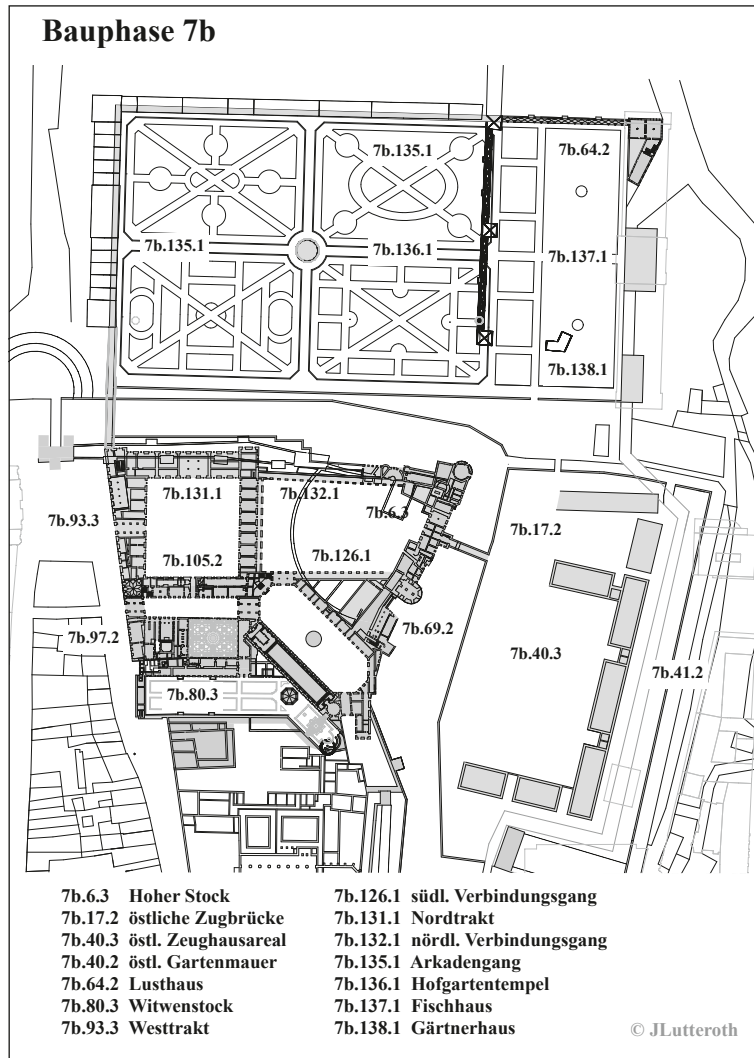 Bauphase 7b
7b.135.1
7b.64.2
7b.135.1
7b.136.1
7b.137.1
7b.138.1
7b.131.1
7b.132.1
7b.6.3
7b.93.3
7b.17.2
7b.105.2
7b.126.1
7b.97.2
7b.69.2
7b.40.3
7b.41.2
7b.80.3
7b.6.3 Hoher Stock
7b.17.2 östliche Zugbrücke
7b.40.3 östl. Zeughausareal
7b.40.2 östl. Gartenmauer
7b.64.2 Lusthaus
7b.80.3 Witwenstock
7b.93.3 Westtrakt
7b.126.1 südl. Verbindungsgang
7b.131.1 Nordtrakt
7b.132.1 nördl. Verbindungsgang
7b.135.1 Arkadengang
7b.136.1 Hofgartentempel
7b.137.1 Fischhaus
7b.138.1 Gärtnerhaus
© JLutteroth